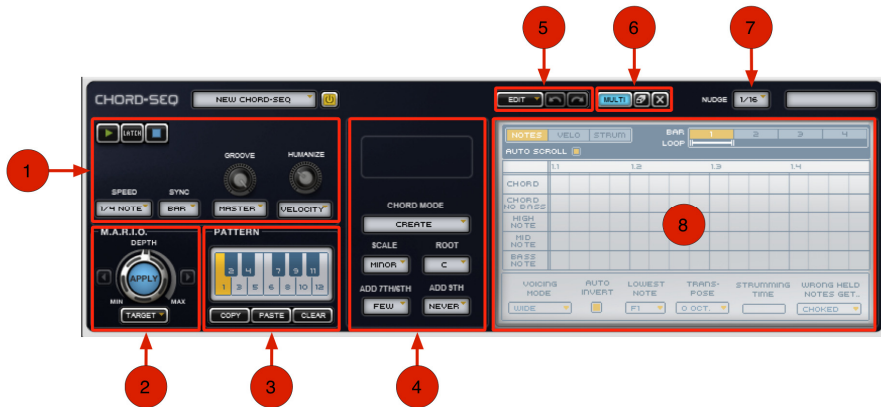 5 6 7
CHORD-SEQ NEW CHORD-SEQ EDIT MULTI NUDGE 1/16
LATCH
GROOVE HUMANIZE
SPEED SYNC
1/4 NOTE BAR MASTER VELOCITY
1
M.A.R.I.O.
DEPTH
APPLY
MIN MAX
TARGET
PATTERN
2 4 7 9 11
1 3 5 6 8 10 12
COPY PASTE CLEAR
CHORD MODE
CREATE
SCALE ROOT
MINOR C
ADD 7TH/6TH ADD 9TH
FEW NEVER
NOTES VELO STRUM BAR 1 2 3 4
LOOP
AUTO SCROLL
1.1 1.2 1.3 1.4
CHORD
CHORD
NO BASS
HIGH
NOTE
MID
NOTE
BASS
NOTE
8
VOICING
MODE
AUTO
INVERT
LOWEST
NOTE
TRANS-
POSE
STRUMMING
TIME
WRONG HELD
NOTES GET..
WIDE F1 0 OCT. CHOKED
2 3 4